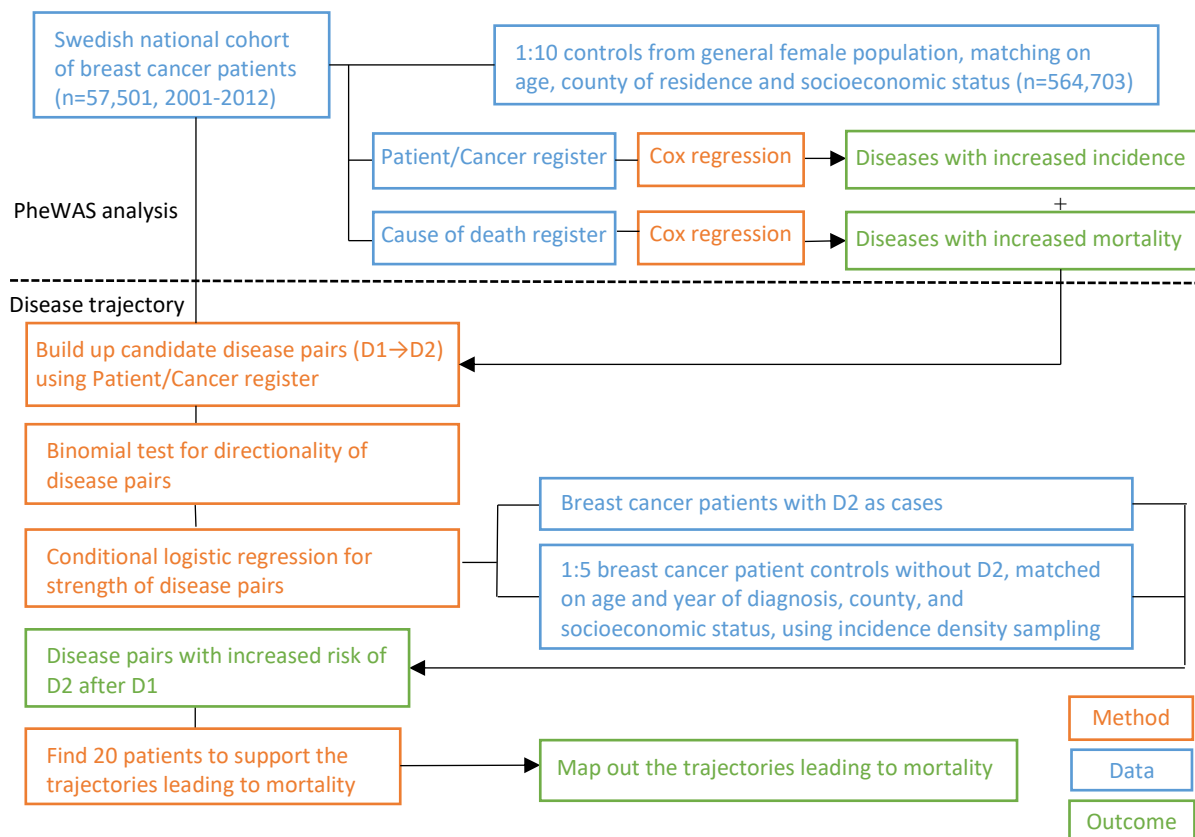 Swedish national cohort
of breast cancer patients
(n=57,501, 2001-2012)
1:10 controls from general female population, matching on
age, county of residence and socioeconomic status (n=564,703)
Patient/Cancer register
Cox regression
Diseases with increased incidence
+
PheWAS analysis
Cause of death register
Cox regression
Diseases with increased mortality
Disease trajectory
Build up candidate disease pairs (D1→D2)
using Patient/Cancer register
Binomial test for directionality of
disease pairs
Breast cancer patients with D2 as cases
Conditional logistic regression for
strength of disease pairs
1:5 breast cancer patient controls without D2, matched
on age and year of diagnosis, county, and
socioeconomic status, using incidence density sampling
Disease pairs with increased risk of
D2 after D1
Find 20 patients to support the
trajectories leading to mortality
Map out the trajectories leading to mortality
Method
Data
Outcome